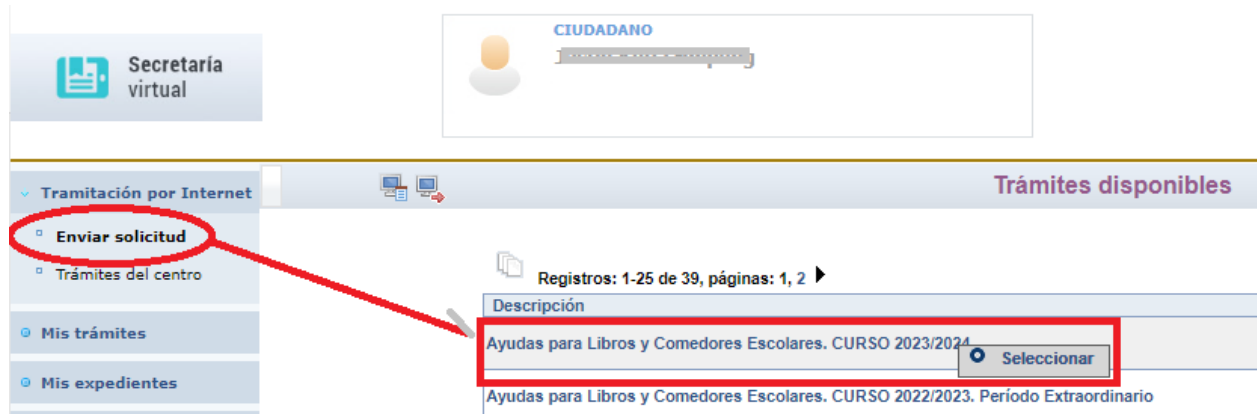 CIUDADANO
Secretaría
virtual
Tramitación por Internet
Trámites disponibles
Enviar solicitud
Trámites del centro
Registros: 1-25 de 39, páginas: 1, 2
Descripción
Mis trámites
Ayudas para Libros y Comedores Escolares. CURSO 2023/2024
Seleccionar
Mis expedientes
Ayudas para Libros y Comedores Escolares. CURSO 2022/2023. Período Extraordinario